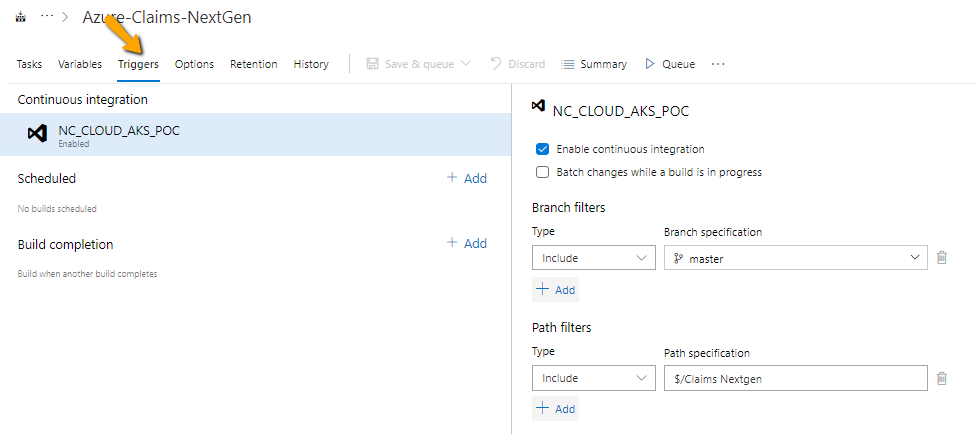 ··· > Azure-Claims-NextGen
Tasks Variables Triggers Options Retention History Save & queue Discard Summary Queue ···
Continuous integration
NC_CLOUD_AKS_POC
Enabled
Scheduled + Add
No builds scheduled
Build completion + Add
Build when another build completes
NC_CLOUD_AKS_POC
Enable continuous integration
Batch changes while a build is in progress
Branch filters
Type Branch specification
Include master
+ Add
Path filters
Type Path specification
Include $/Claims Nextgen
+ Add